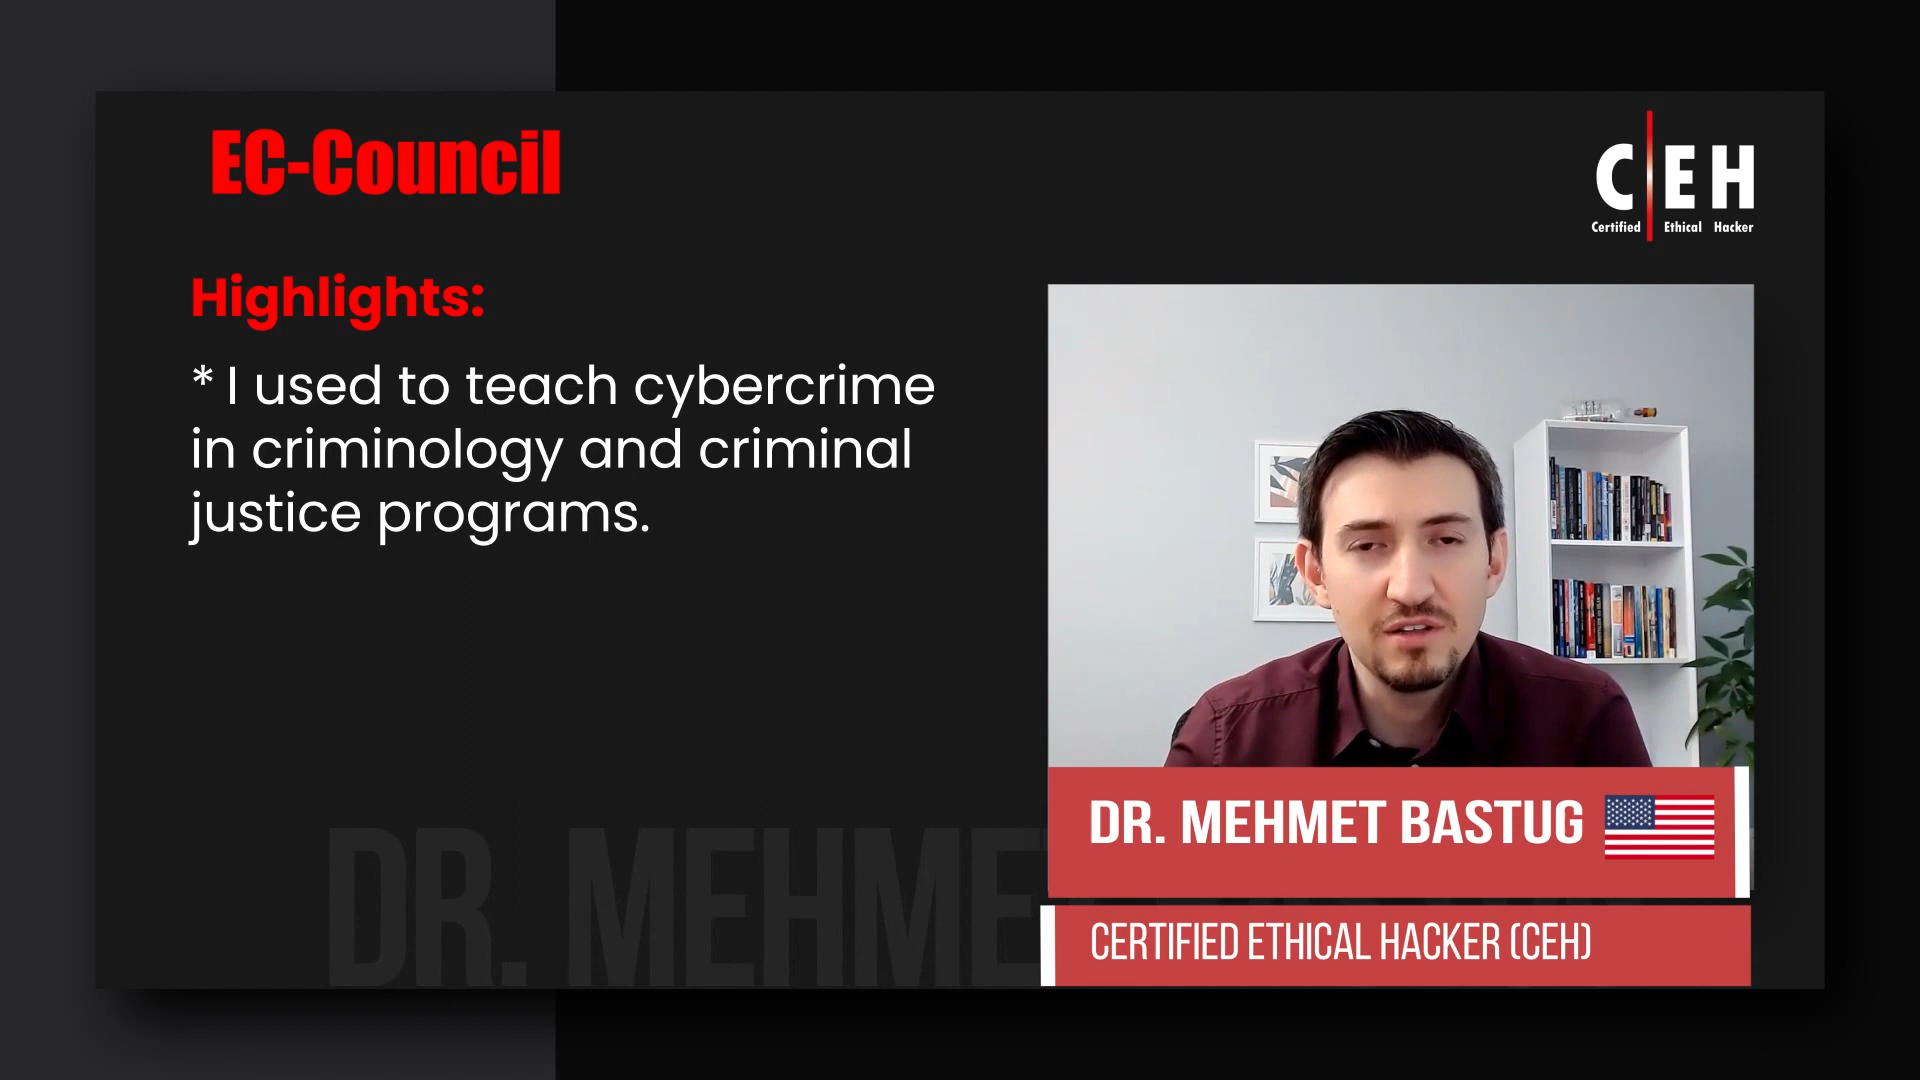 EC-Council
C|EH
Certified Ethical Hacker
Highlights:
* I used to teach cybercrime
in criminology and criminal
justice programs.
DR. MEHMET BASTUG
CERTIFIED ETHICAL HACKER (CEH)
DR. MEHME